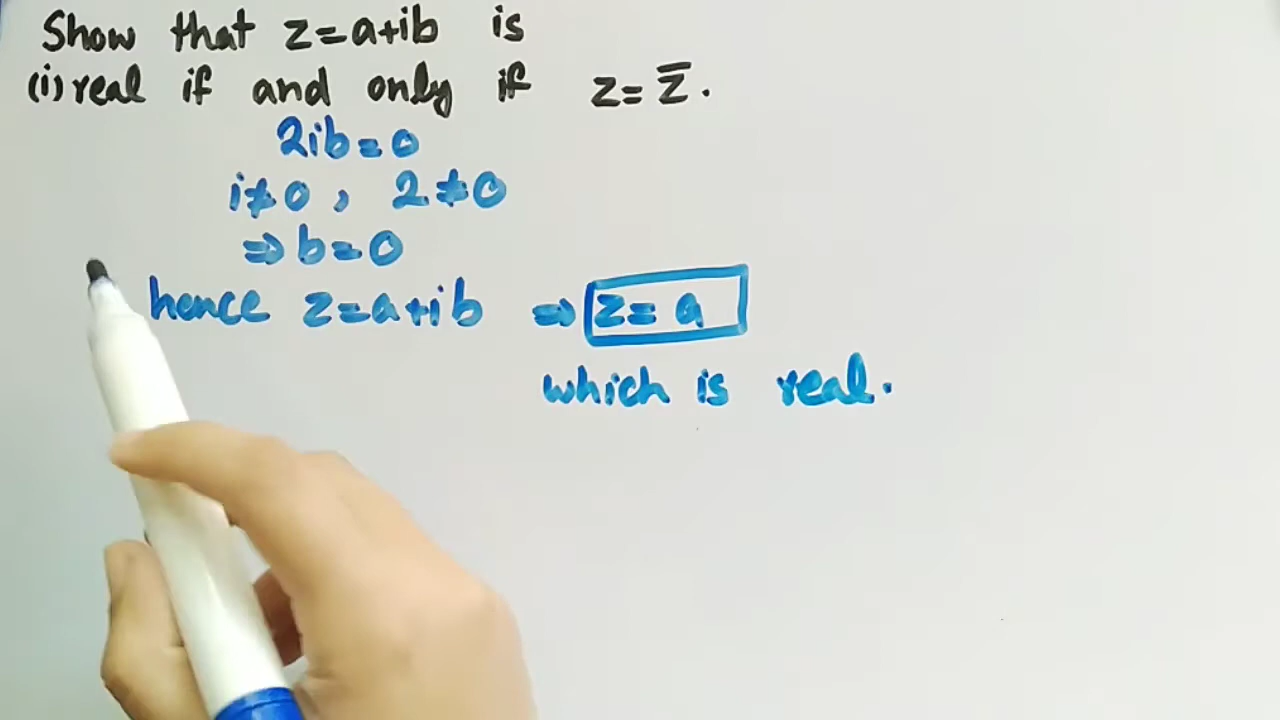 Show that z=a+ib is
(i) real if and only if z=z̅.
2ib=0
i≠0, 2≠0
⇒ b=0
hence z=a+ib ⇒ z=a
which is real.